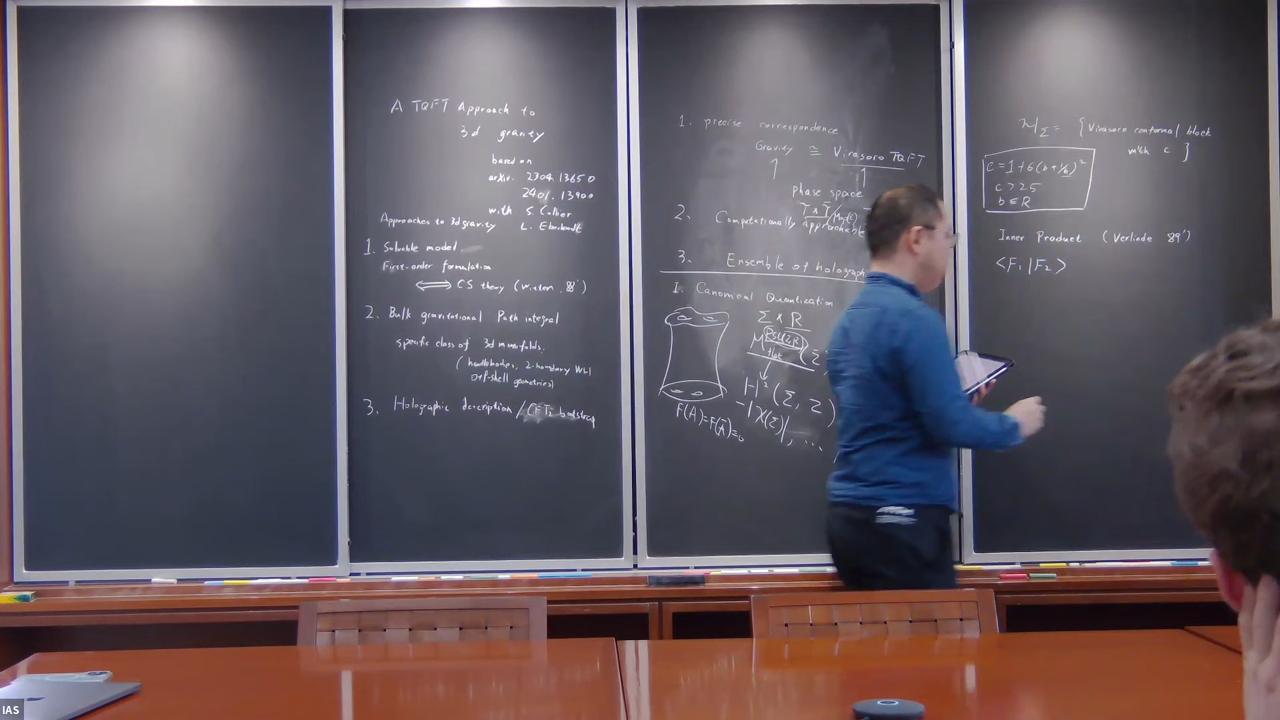 A TQFT Approach to
3d gravity
based on
arxiv. 2304.13650
2401.13900
with S. Collier
L. Eberhardt
Approaches to 3d gravity
1. Solvable model.
First-order formulation
⟺ CS theory (Witten 88')
2. Bulk gravitational Path integral
specific class of 3d manifolds.
(handlebodies, 2-boundary WH
off-shell geometries)
3. Holographic description / CFT₂ bootstrap
1. precise correspondence
Gravity ≅ Virasoro TQFT
↑ ↑
phase space
2. Computationally Approachable
3. Ensemble of holograph
I. Canonical Quantization
Σ × R
flat
H²(Σ, Z)
-|χ(Σ)|, ...
F(A)=F(Ā)=0
H_Σ = {Virasoro conformal block
with c }
c = 1+6(b+1/b)²
c > 25
b ∈ R
Inner Product (Verlinde 89')
<F₁|F₂>
IAS